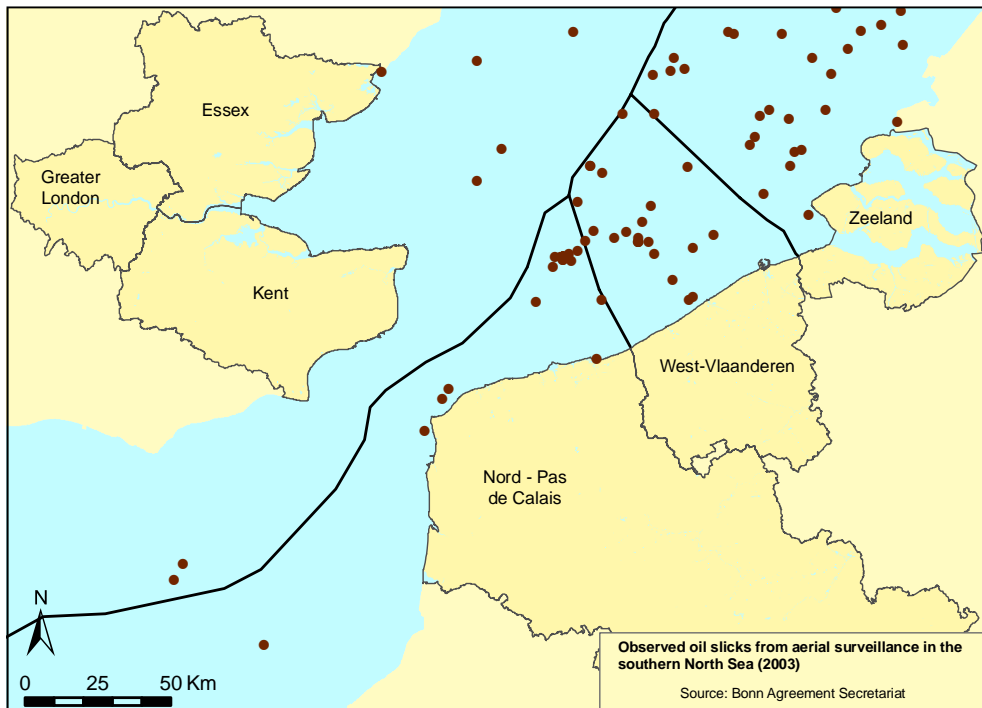 Essex
Greater
London
Zeeland
Kent
West-Vlaanderen
Nord - Pas
de Calais
N
0 25 50 Km
Observed oil slicks from aerial surveillance in the
southern North Sea (2003)
Source: Bonn Agreement Secretariat